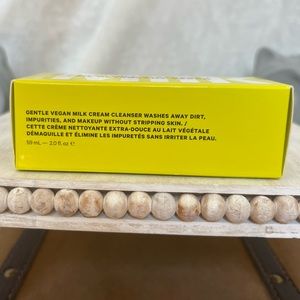 GENTLE VEGAN MILK CREAM CLEANSER WASHES AWAY DIRT,
IMPURITIES, AND MAKEUP WITHOUT STRIPPING SKIN. /
CETTE CRÈME NETTOYANTE EXTRA-DOUCE AU LAIT VÉGÉTALE
DÉMAQUILLE ET ÉLIMINE LES IMPURETÉS SANS IRRITER LA PEAU.
59 mL — 2.0 fl oz ℮